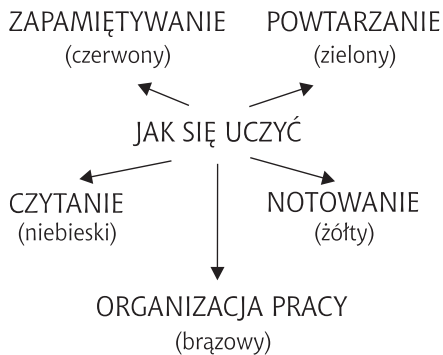 ZAPAMIĘTYWANIE
(czerwony)
POWTARZANIE
(zielony)
JAK SIĘ UCZYĆ
CZYTANIE
(niebieski)
NOTOWANIE
(żółty)
ORGANIZACJA PRACY
(brązowy)